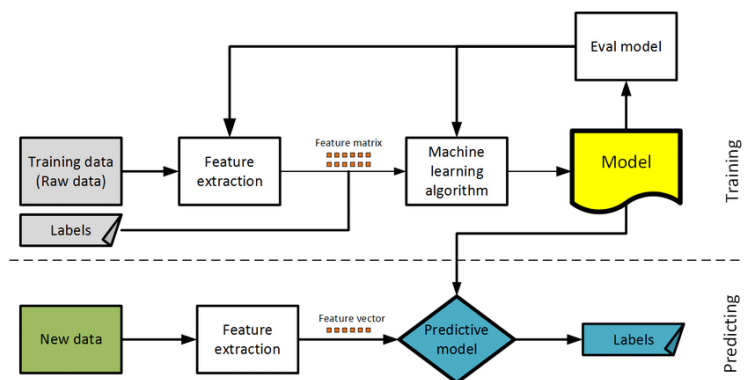 Eval model
Training data
(Raw data)
Feature
extraction
Feature matrix
Machine
learning
algorithm
Model
Training
Labels
New data
Feature
extraction
Feature vector
Predictive
model
Labels
Predicting